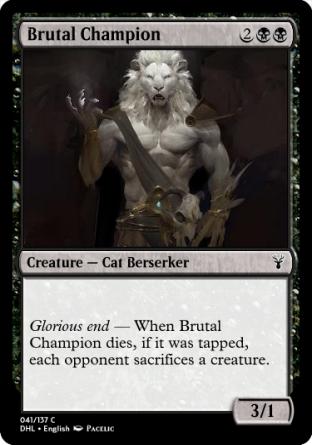 Brutal Champion 2
Creature — Cat Berserker
Glorious end — When Brutal
Champion dies, if it was tapped,
each opponent sacrifices a creature.
041/137 C
DHL • English Pacelic
3/1